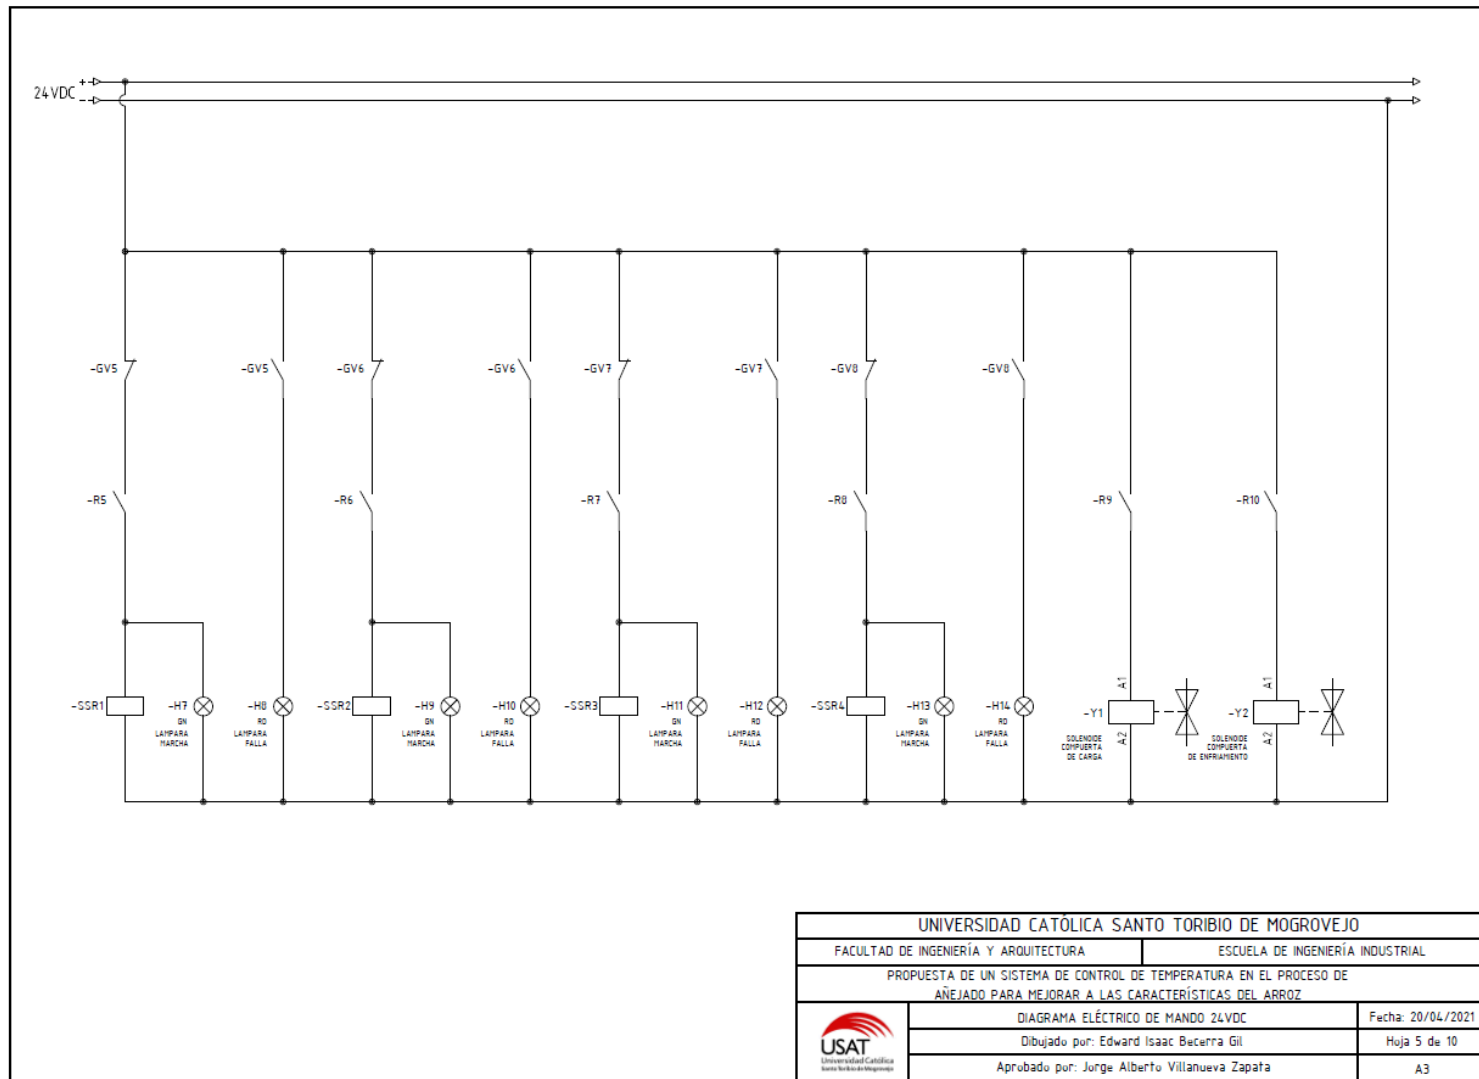 24VDC
+
-
-GV5
-GV5
-GV6
-GV6
-GV7
-GV7
-GV8
-GV8
-R5
-R6
-R7
-R8
-R9
-R10
-SSR1
-H7
GN
LAMPARA
MARCHA
-H8
RD
LAMPARA
FALLA
-SSR2
-H9
GN
LAMPARA
MARCHA
-H10
RD
LAMPARA
FALLA
-SSR3
-H11
GN
LAMPARA
MARCHA
-H12
RD
LAMPARA
FALLA
-SSR4
-H13
GN
LAMPARA
MARCHA
-H14
RD
LAMPARA
FALLA
A1
-Y1
A2
SOLENOIDE
COMPUERTA
DE CARGA
A1
-Y2
A2
SOLENOIDE
COMPUERTA
DE ENFRIAMIENTO
UNIVERSIDAD CATÓLICA SANTO TORIBIO DE MOGROVEJO
FACULTAD DE INGENIERÍA Y ARQUITECTURA
ESCUELA DE INGENIERÍA INDUSTRIAL
PROPUESTA DE UN SISTEMA DE CONTROL DE TEMPERATURA EN EL PROCESO DE
AÑEJADO PARA MEJORAR A LAS CARACTERÍSTICAS DEL ARROZ
USAT
Universidad Católica
Santo Toribio de Mogrovejo
DIAGRAMA ELÉCTRICO DE MANDO 24VDC
Fecha: 20/04/2021
Dibujado por: Edward Isaac Becerra Gil
Hoja 5 de 10
Aprobado por: Jorge Alberto Villanueva Zapata
A3